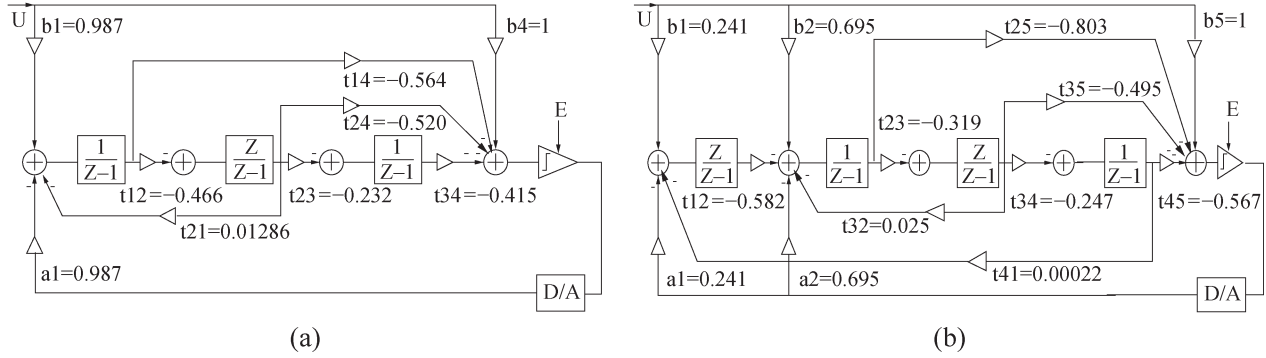 U
b1=0.987
b4=1
t14=−0.564
t24=−0.520
E
1
Z−1
Z
Z−1
1
Z−1
t12=−0.466
t23=−0.232
t34=−0.415
t21=0.01286
a1=0.987
D/A
(a)
U
b1=0.241
b2=0.695
t25=−0.803
b5=1
t35=−0.495
E
t23=−0.319
Z
Z−1
1
Z−1
Z
Z−1
1
Z−1
t12=−0.582
t34=−0.247
t45=−0.567
t32=0.025
t41=0.00022
a1=0.241
a2=0.695
D/A
(b)